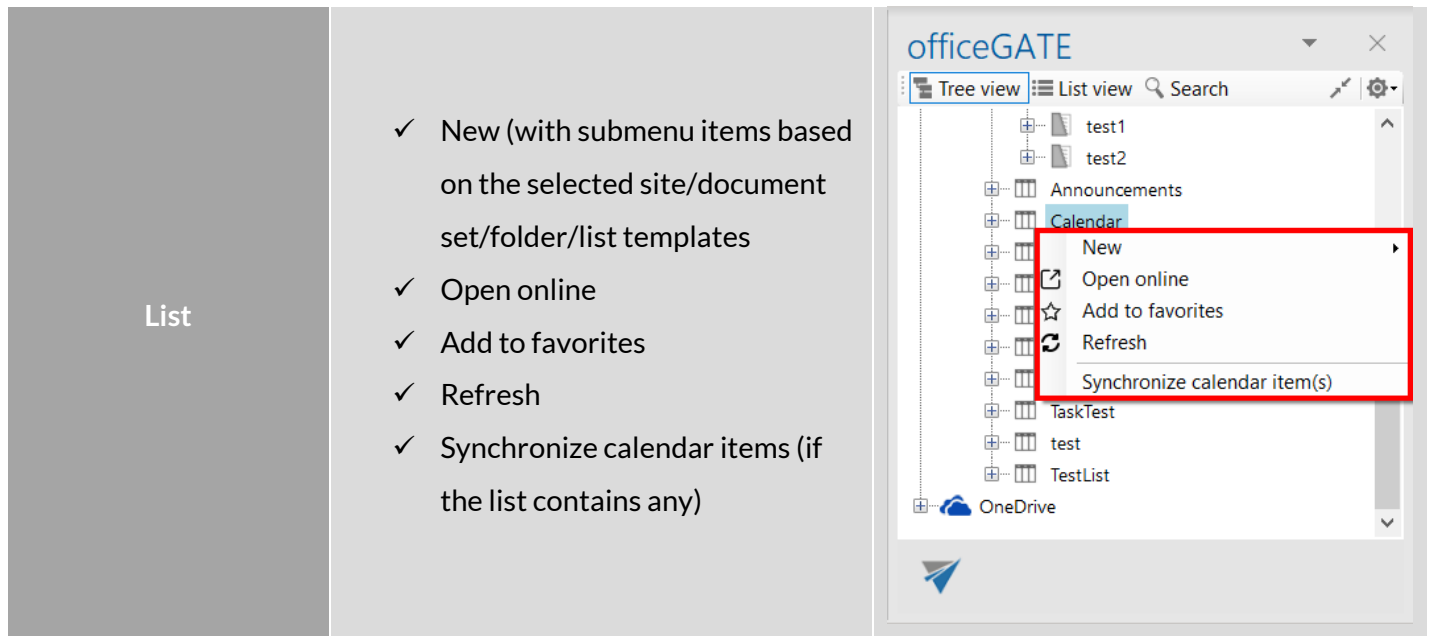 List
✓ New (with submenu items based
on the selected site/document
set/folder/list templates
✓ Open online
✓ Add to favorites
✓ Refresh
✓ Synchronize calendar items (if
the list contains any)
officeGATE
Tree view List view Search
test1
test2
Announcements
Calendar
New
Open online
Add to favorites
Refresh
Synchronize calendar item(s)
TaskTest
test
TestList
OneDrive